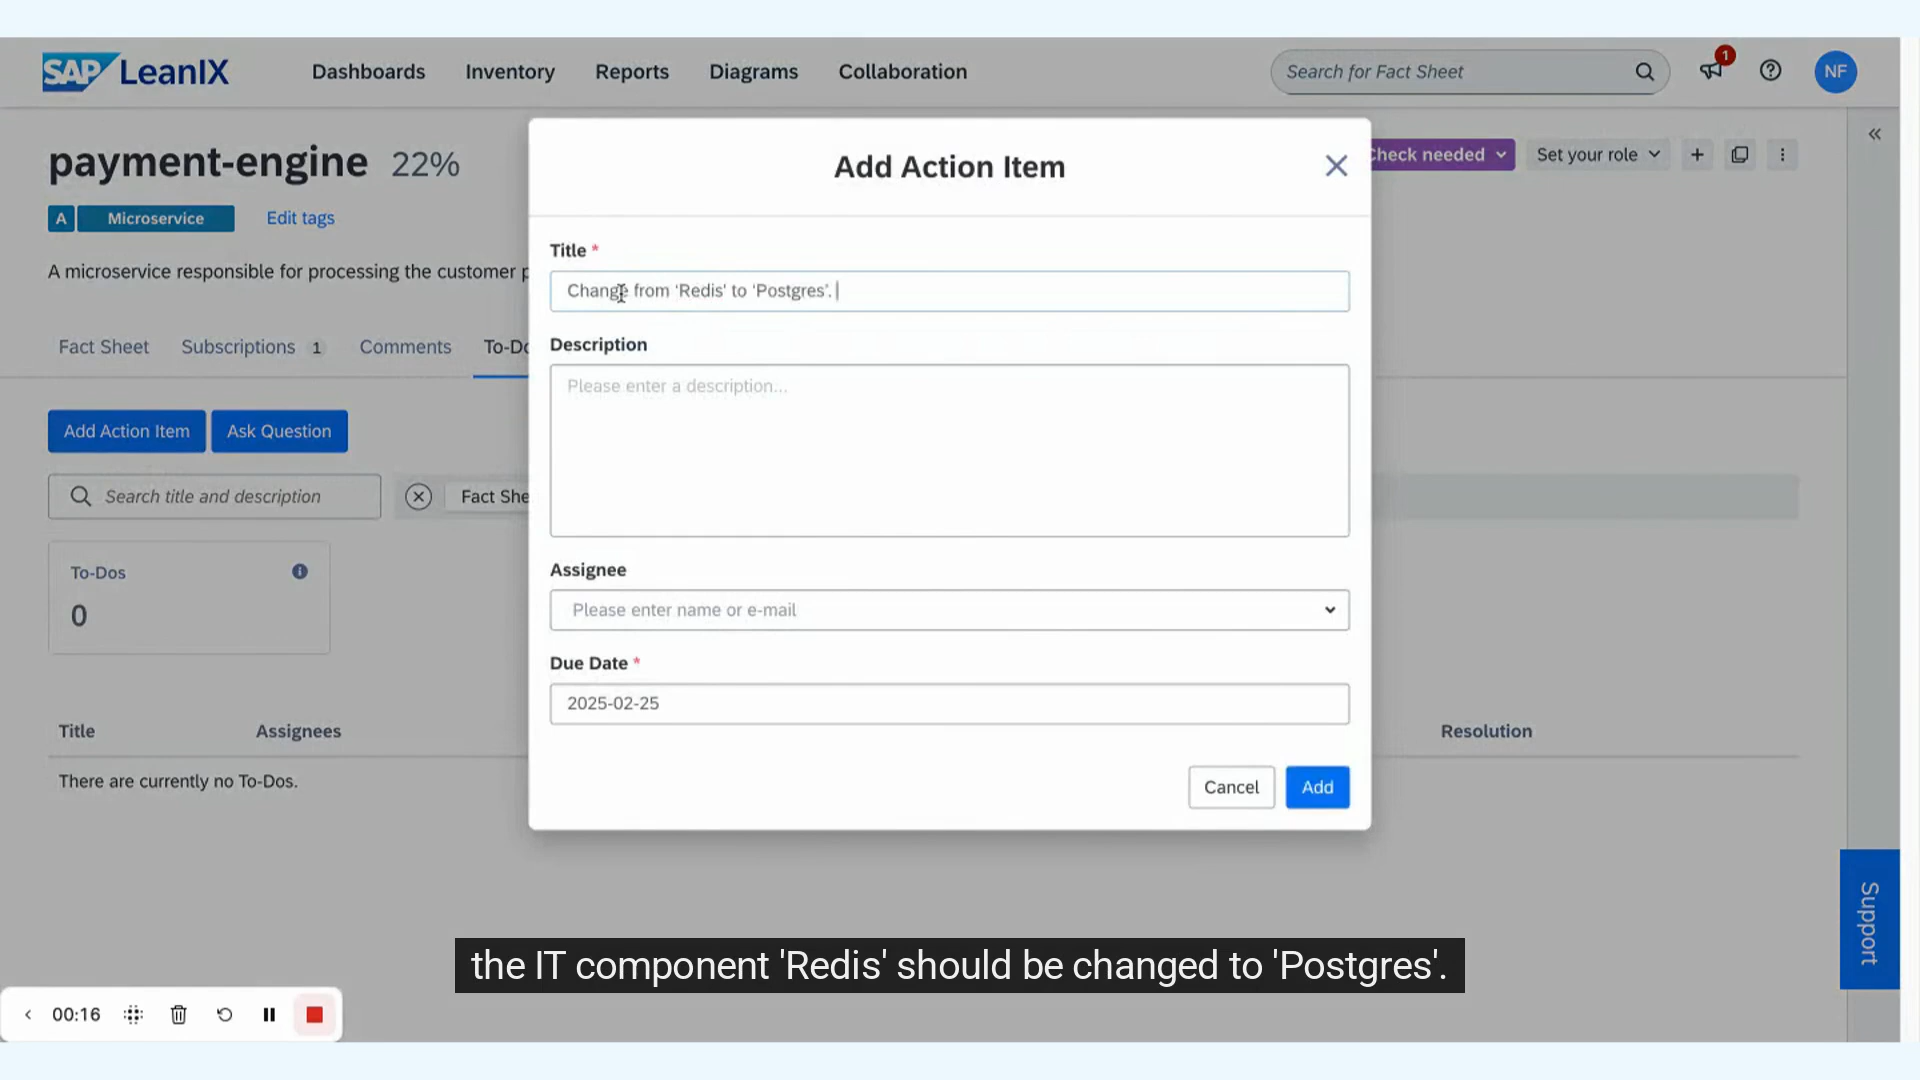 SAP LeanIX
Dashboards Inventory Reports Diagrams Collaboration
Search for Fact Sheet
1
NF
payment-engine 22%
Check needed
Set your role
A Microservice Edit tags
A microservice responsible for processing the customer p
Fact Sheet Subscriptions 1 Comments To-Do
Add Action Item Ask Question
Search title and description
Fact She
To-Dos
0
Title Assignees Resolution
There are currently no To-Dos.
Add Action Item
Title *
Change from ‘Redis’ to ‘Postgres’.
Description
Please enter a description...
Assignee
Please enter name or e-mail
Due Date *
2025-02-25
Cancel Add
Support
the IT component 'Redis' should be changed to 'Postgres'.
00:16